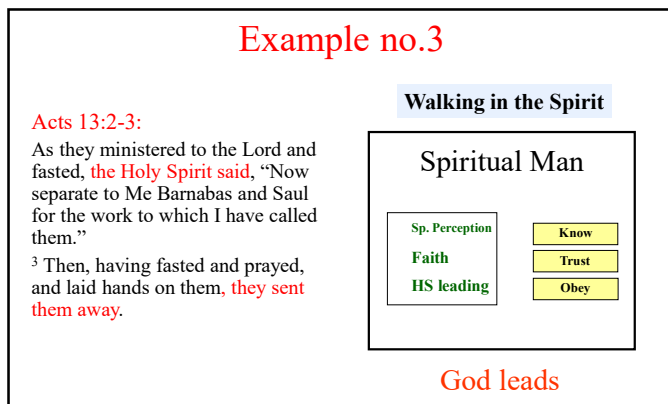 Example no.3
Acts 13:2-3:
As they ministered to the Lord and
fasted, the Holy Spirit said, “Now
separate to Me Barnabas and Saul
for the work to which I have called
them.”
³ Then, having fasted and prayed,
and laid hands on them, they sent
them away.
Walking in the Spirit
Spiritual Man
Sp. Perception
Faith
HS leading
Know
Trust
Obey
God leads